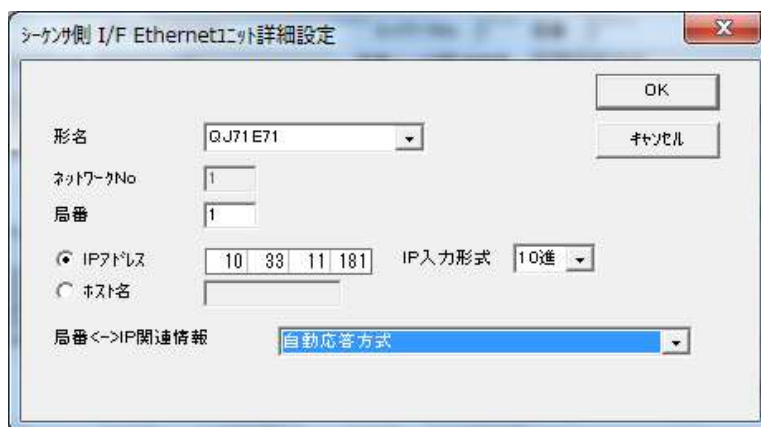 ｼｰｹﾝｻ側 I/F Ethernetﾕﾆｯﾄ詳細設定
OK
形名 QJ71E71
ｷｬﾝｾﾙ
ﾈｯﾄﾜｰｸNo 1
局番 1
IPｱﾄﾞﾚｽ 10 33 11 181 IP入力形式 10進
ﾎｽﾄ名
局番<->IP関連情報 自動応答方式